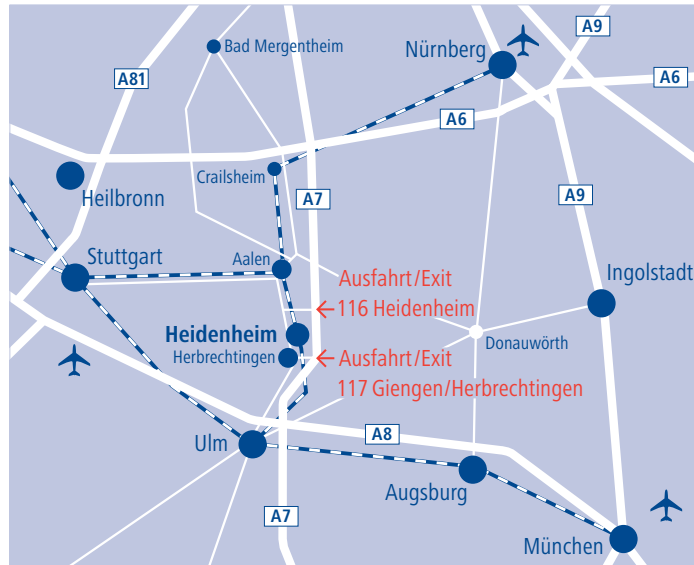 A9
Nürnberg
Bad Mergentheim
A81
A6
A6
Crailsheim
Heilbronn
A7
A9
Stuttgart
Aalen
Ausfahrt/Exit
116 Heidenheim
Ingolstadt
Heidenheim
Herbrechtingen
Donauwörth
Ausfahrt/Exit
117 Giengen/Herbrechtingen
Ulm
A8
Augsburg
A7
München